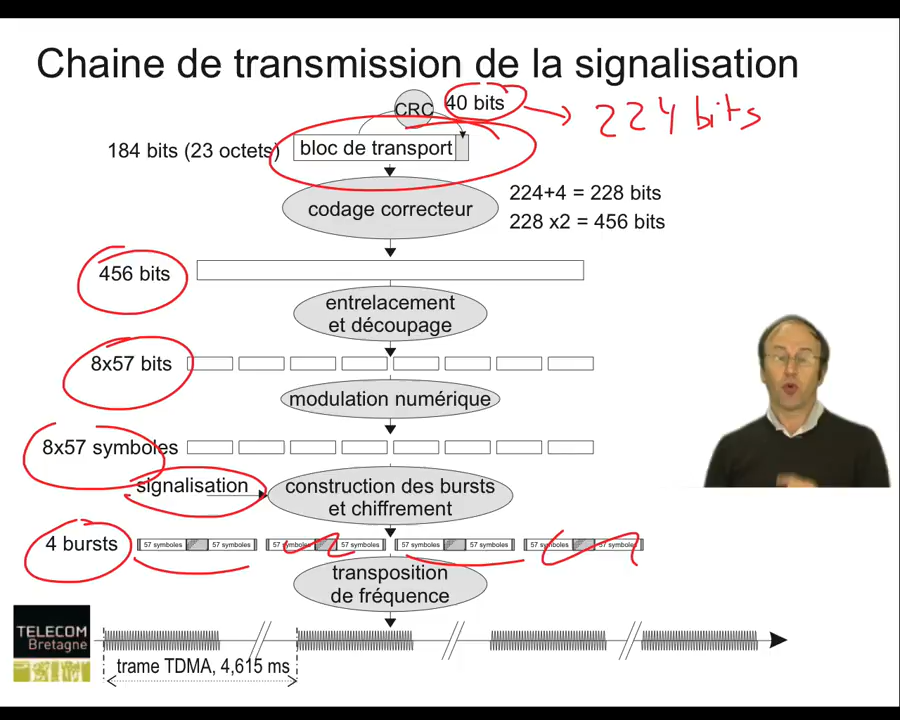 Chaine de transmission de la signalisation
CRC
40 bits
224 bits
184 bits (23 octets)
bloc de transport
codage correcteur
224+4 = 228 bits
228 x2 = 456 bits
456 bits
entrelacement
et découpage
8x57 bits
modulation numérique
8x57 symboles
signalisation
construction des bursts
et chiffrement
4 bursts
57 symboles
57 symboles
57 symboles
57 symboles
57 symboles
57 symboles
57 symboles
57 symboles
transposition
de fréquence
TELECOM
Bretagne
trame TDMA, 4,615 ms